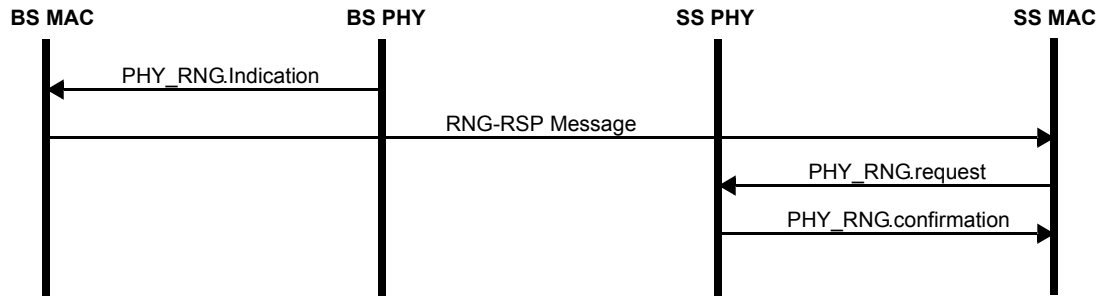 BS MAC BS PHY SS PHY SS MAC
PHY_RNG.Indication
RNG-RSP Message
PHY_RNG.request
PHY_RNG.confirmation